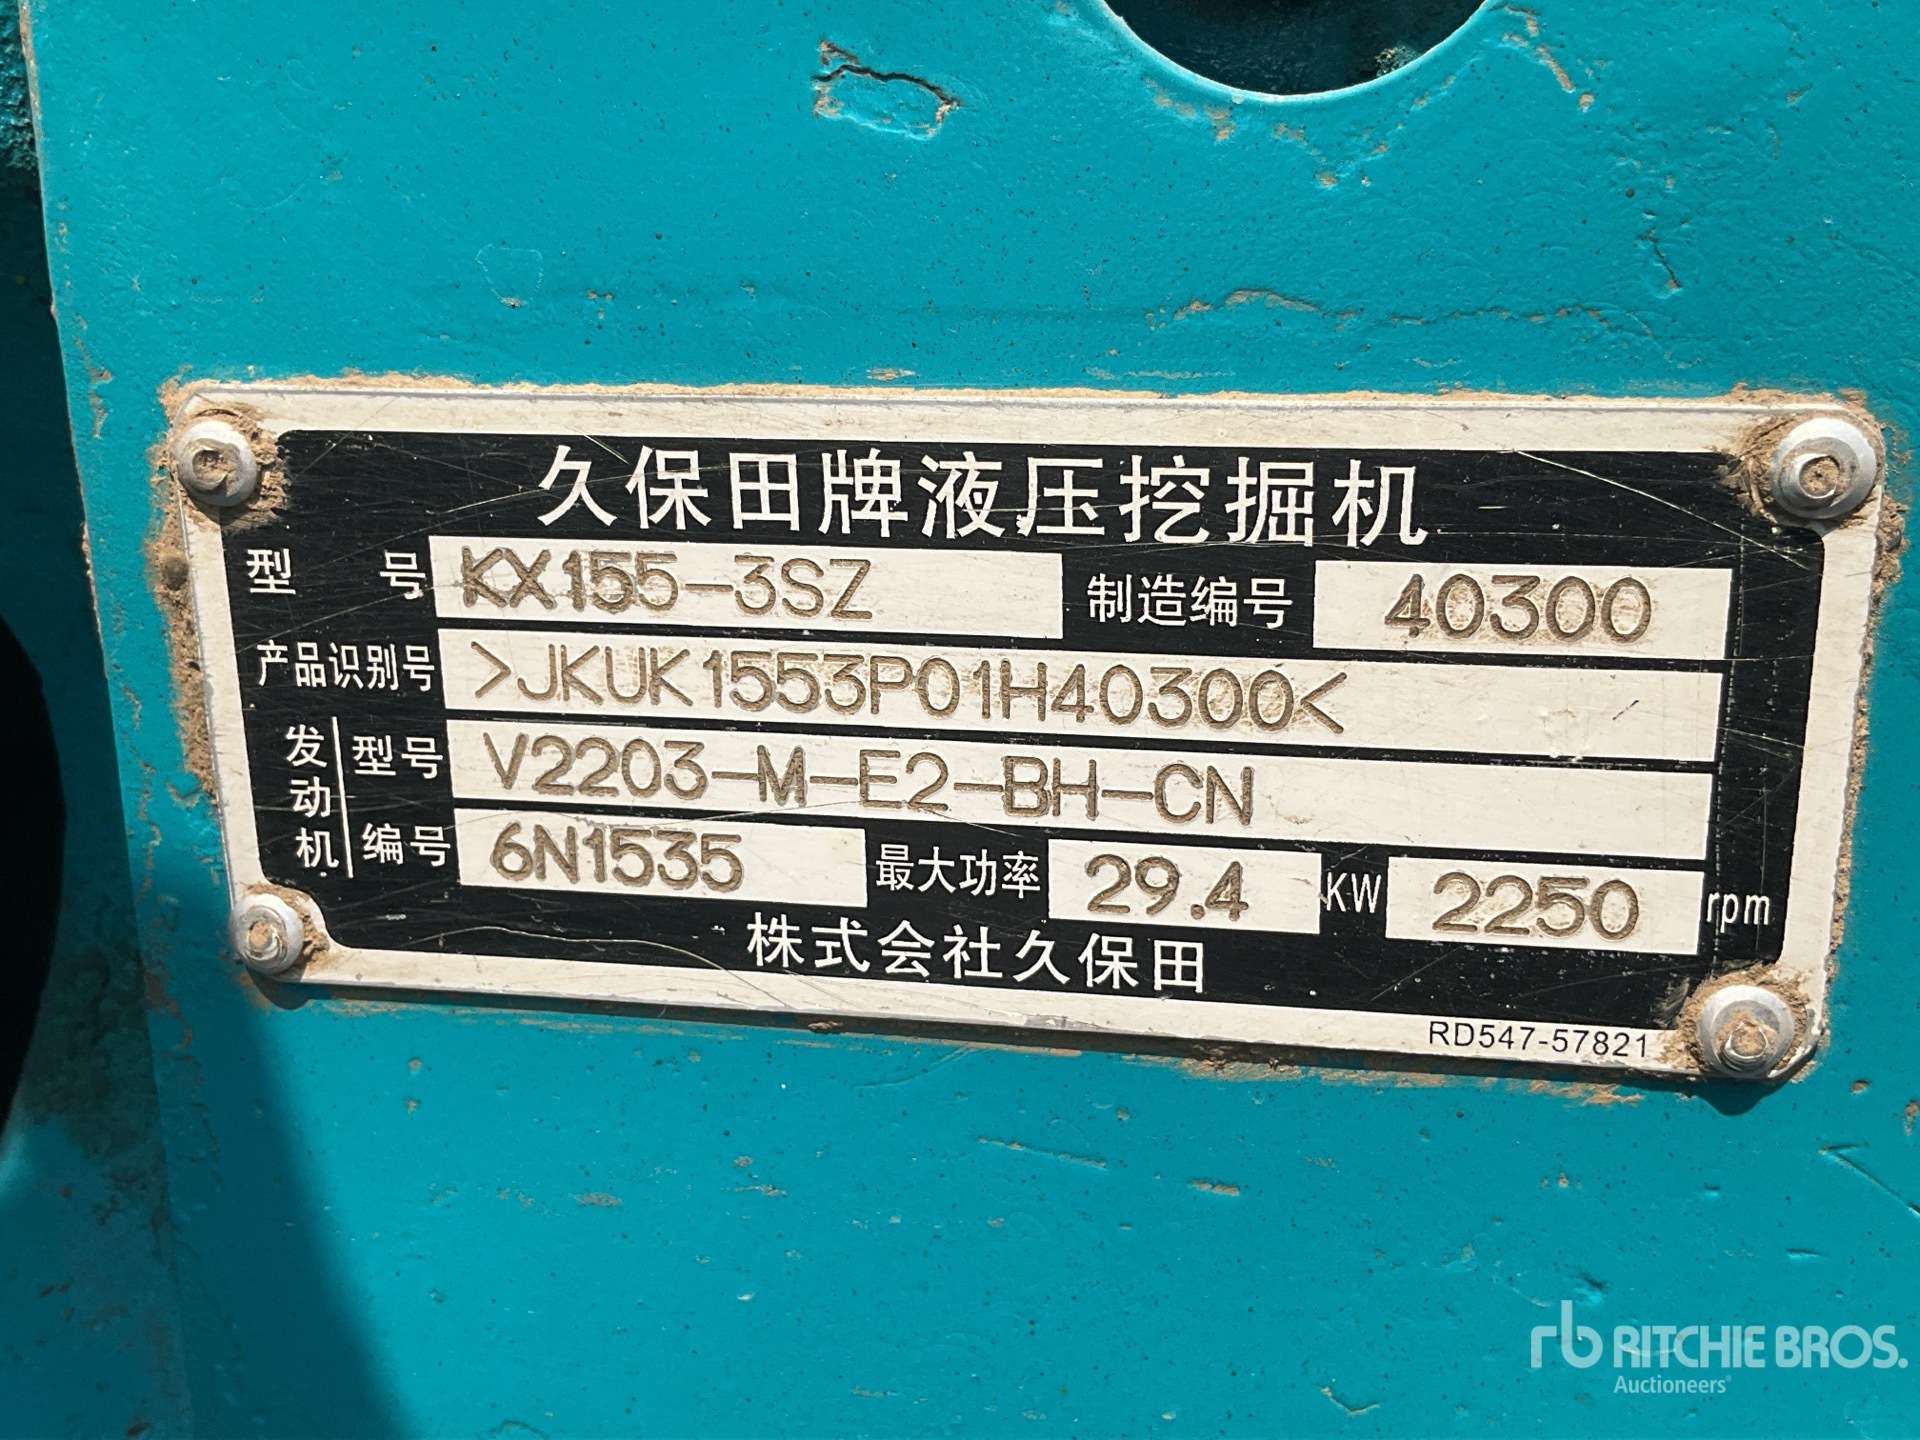 久保田牌液压挖掘机
型 号 KX155-3SZ 制造编号 40300
产品识别号 >JKUK1553P01H40300<
发动机 型号 V2203-M-E2-BH-CN
编号 6N1535 最大功率 29.4 KW 2250 rpm
株式会社久保田
RD547-57821
rb RITCHIE BROS.
Auctioneers